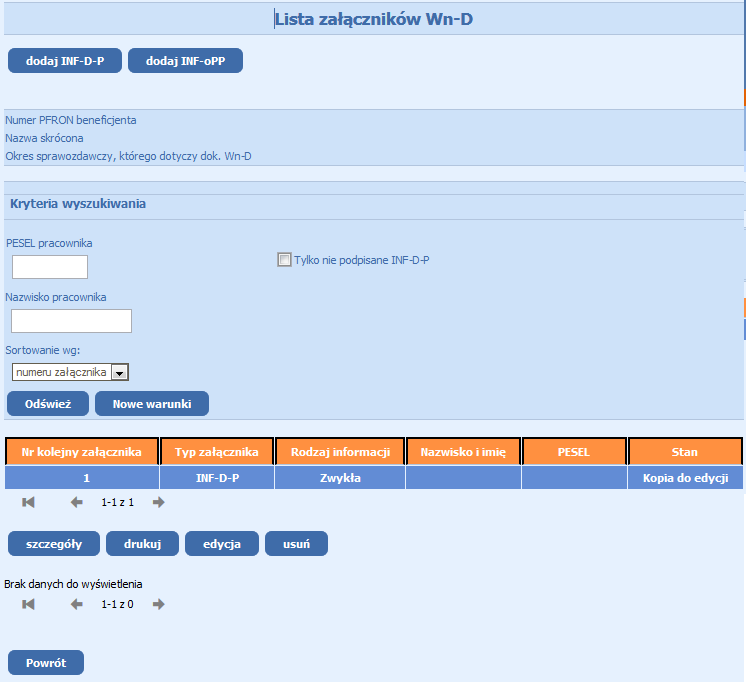 Lista załączników Wn-D
dodaj INF-D-P dodaj INF-oPP
Numer PFRON beneficjenta
Nazwa skrócona
Okres sprawozdawczy, którego dotyczy dok. Wn-D
Kryteria wyszukiwania
PESEL pracownika
Tylko nie podpisane INF-D-P
Nazwisko pracownika
Sortowanie wg:
numeru załącznika
Odśwież Nowe warunki
Nr kolejny załącznika Typ załącznika Rodzaj informacji Nazwisko i imię PESEL Stan
1 INF-D-P Zwykła Kopia do edycji
1-1 z 1
szczegóły drukuj edycja usuń
Brak danych do wyświetlenia
1-1 z 0
Powrót